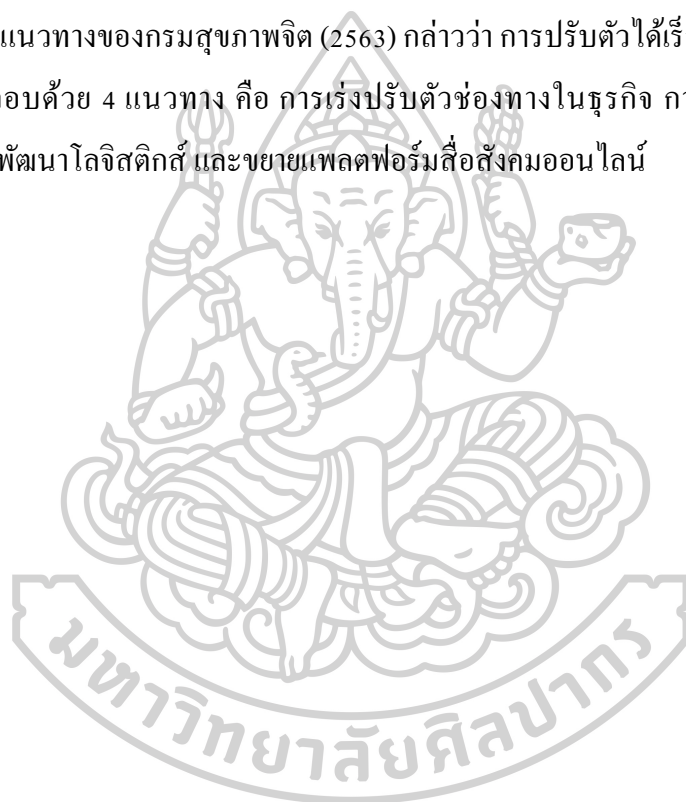 แนวทางของกรมสุขภาพจิต (2563) กล่าวว่า การปรับตัวได้เร็
อบด้วย 4 แนวทาง คือ การเร่งปรับตัวช่องทางในธุรกิจ กา
พัฒนาโลจิสติกส์ และขยายแพลตฟอร์มสื่อสังคมออนไลน์
มหาวิทยาลัยศิลปากร